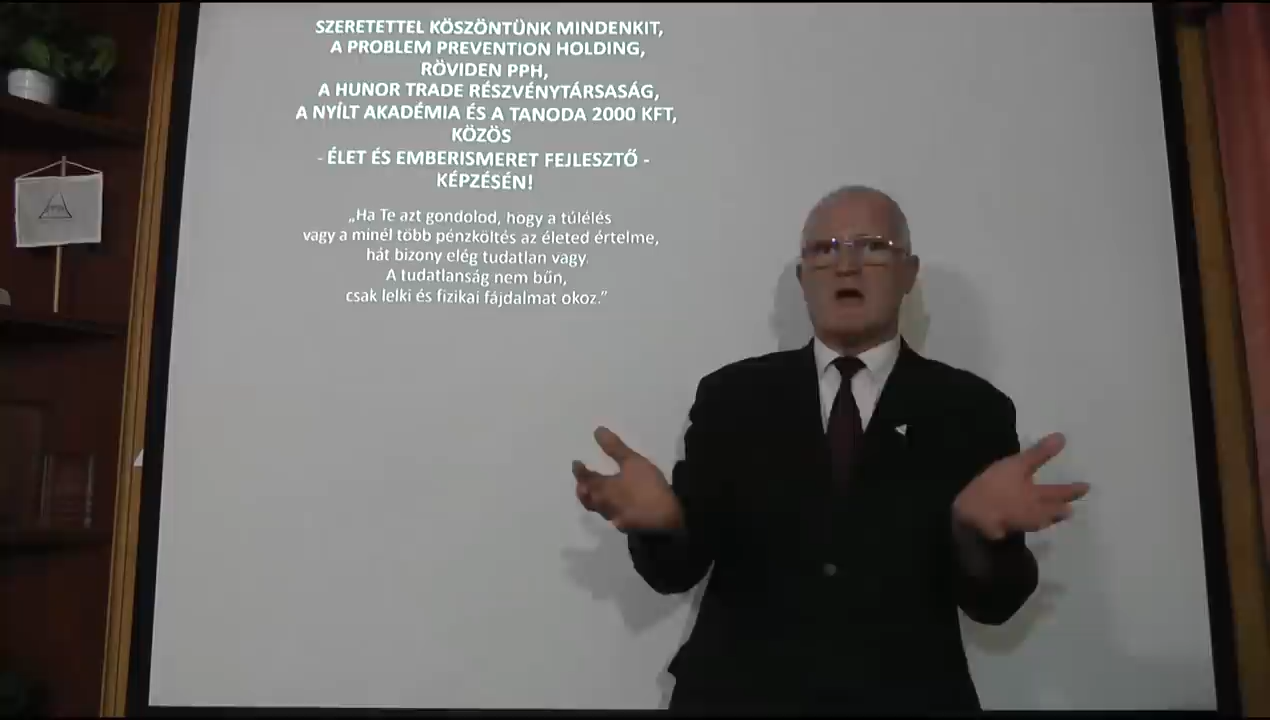 SZERETETTEL KÖSZÖNTÜNK MINDENKIT,
A PROBLEM PREVENTION HOLDING,
RÖVIDEN PPH,
A HUNOR TRADE RÉSZVÉNYTÁRSASÁG,
A NYÍLT AKADÉMIA ÉS A TANODA 2000 KFT,
KÖZÖS
- ÉLET ÉS EMBERISMERET FEJLESZTŐ -
KÉPZÉSÉN!
„Ha Te azt gondolod, hogy a túlélés
vagy a minél több pénzköltés az életed értelme,
hát bizony elég tudatlan vagy.
A tudatlanság nem bűn,
csak lelki és fizikai fájdalmat okoz.”